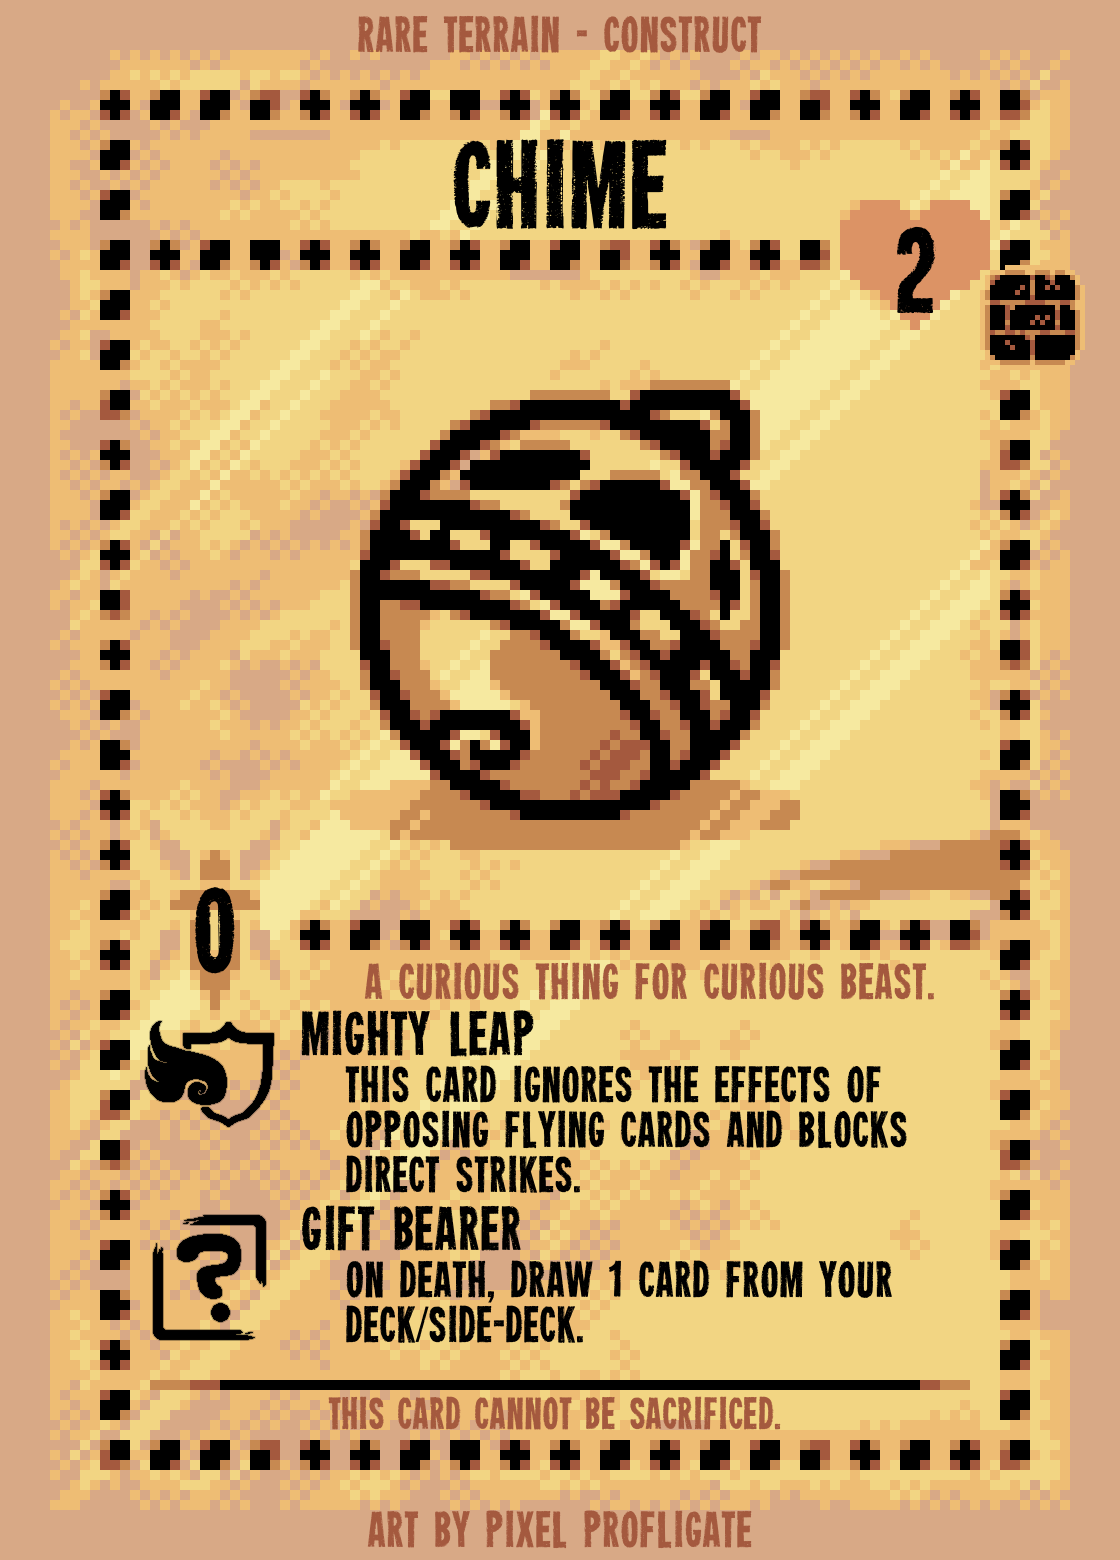 RARE TERRAIN - CONSTRUCT
CHIME
2
0
A CURIOUS THING FOR CURIOUS BEAST.
MIGHTY LEAP
THIS CARD IGNORES THE EFFECTS OF
OPPOSING FLYING CARDS AND BLOCKS
DIRECT STRIKES.
?
GIFT BEARER
ON DEATH, DRAW 1 CARD FROM YOUR
DECK/SIDE-DECK.
THIS CARD CANNOT BE SACRIFICED.
ART BY PIXEL PROFLIGATE